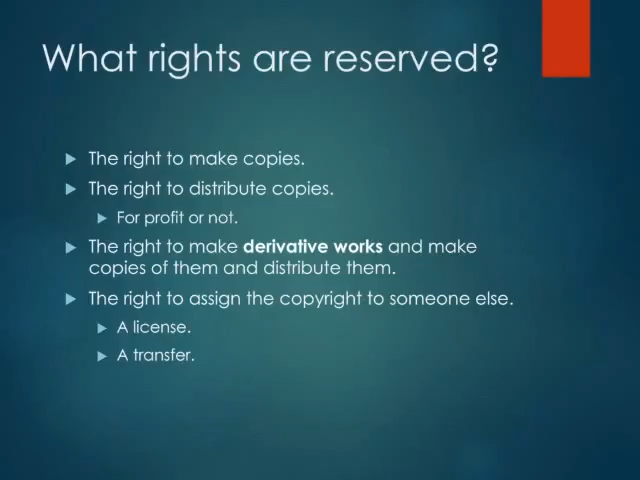 What rights are reserved?
The right to make copies.
The right to distribute copies.
For profit or not.
The right to make derivative works and make
copies of them and distribute them.
The right to assign the copyright to someone else.
A license.
A transfer.